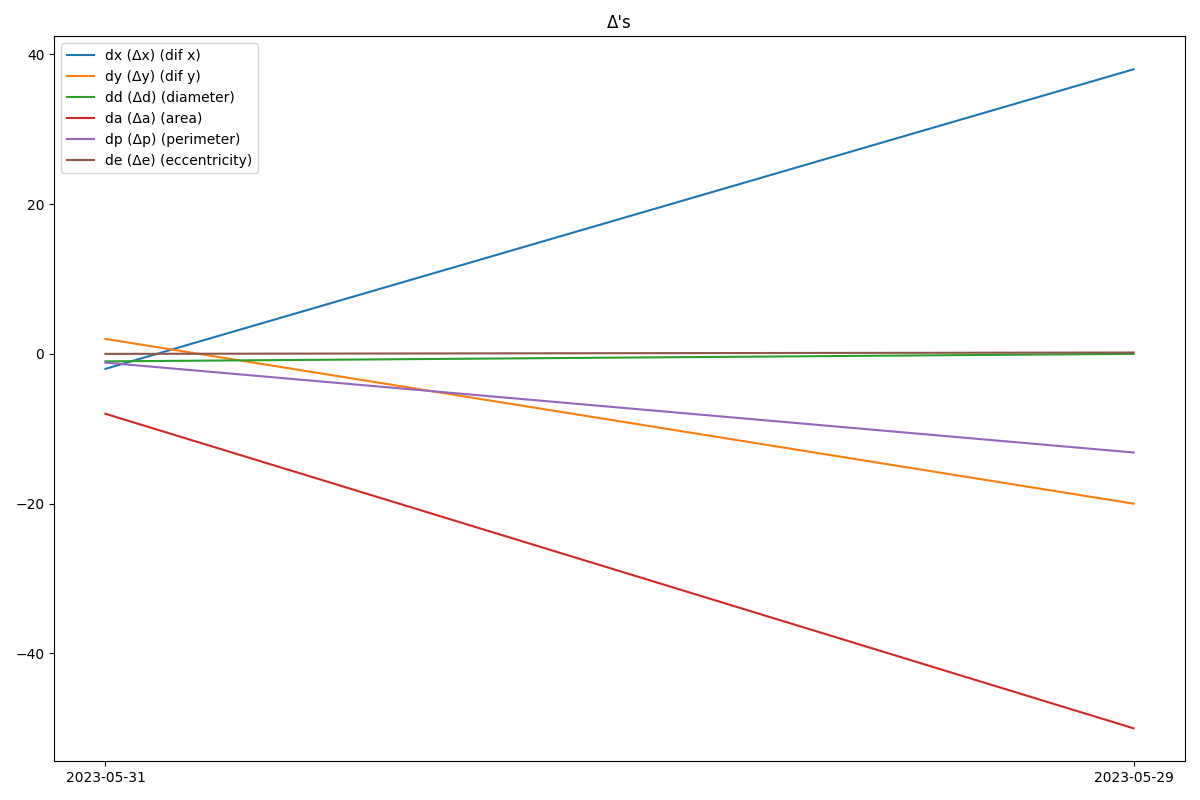 Δ's
dx (Δx) (dif x)
dy (Δy) (dif y)
dd (Δd) (diameter)
da (Δa) (area)
dp (Δp) (perimeter)
de (Δe) (eccentricity)
40
20
0
−20
−40
2023-05-31 2023-05-29